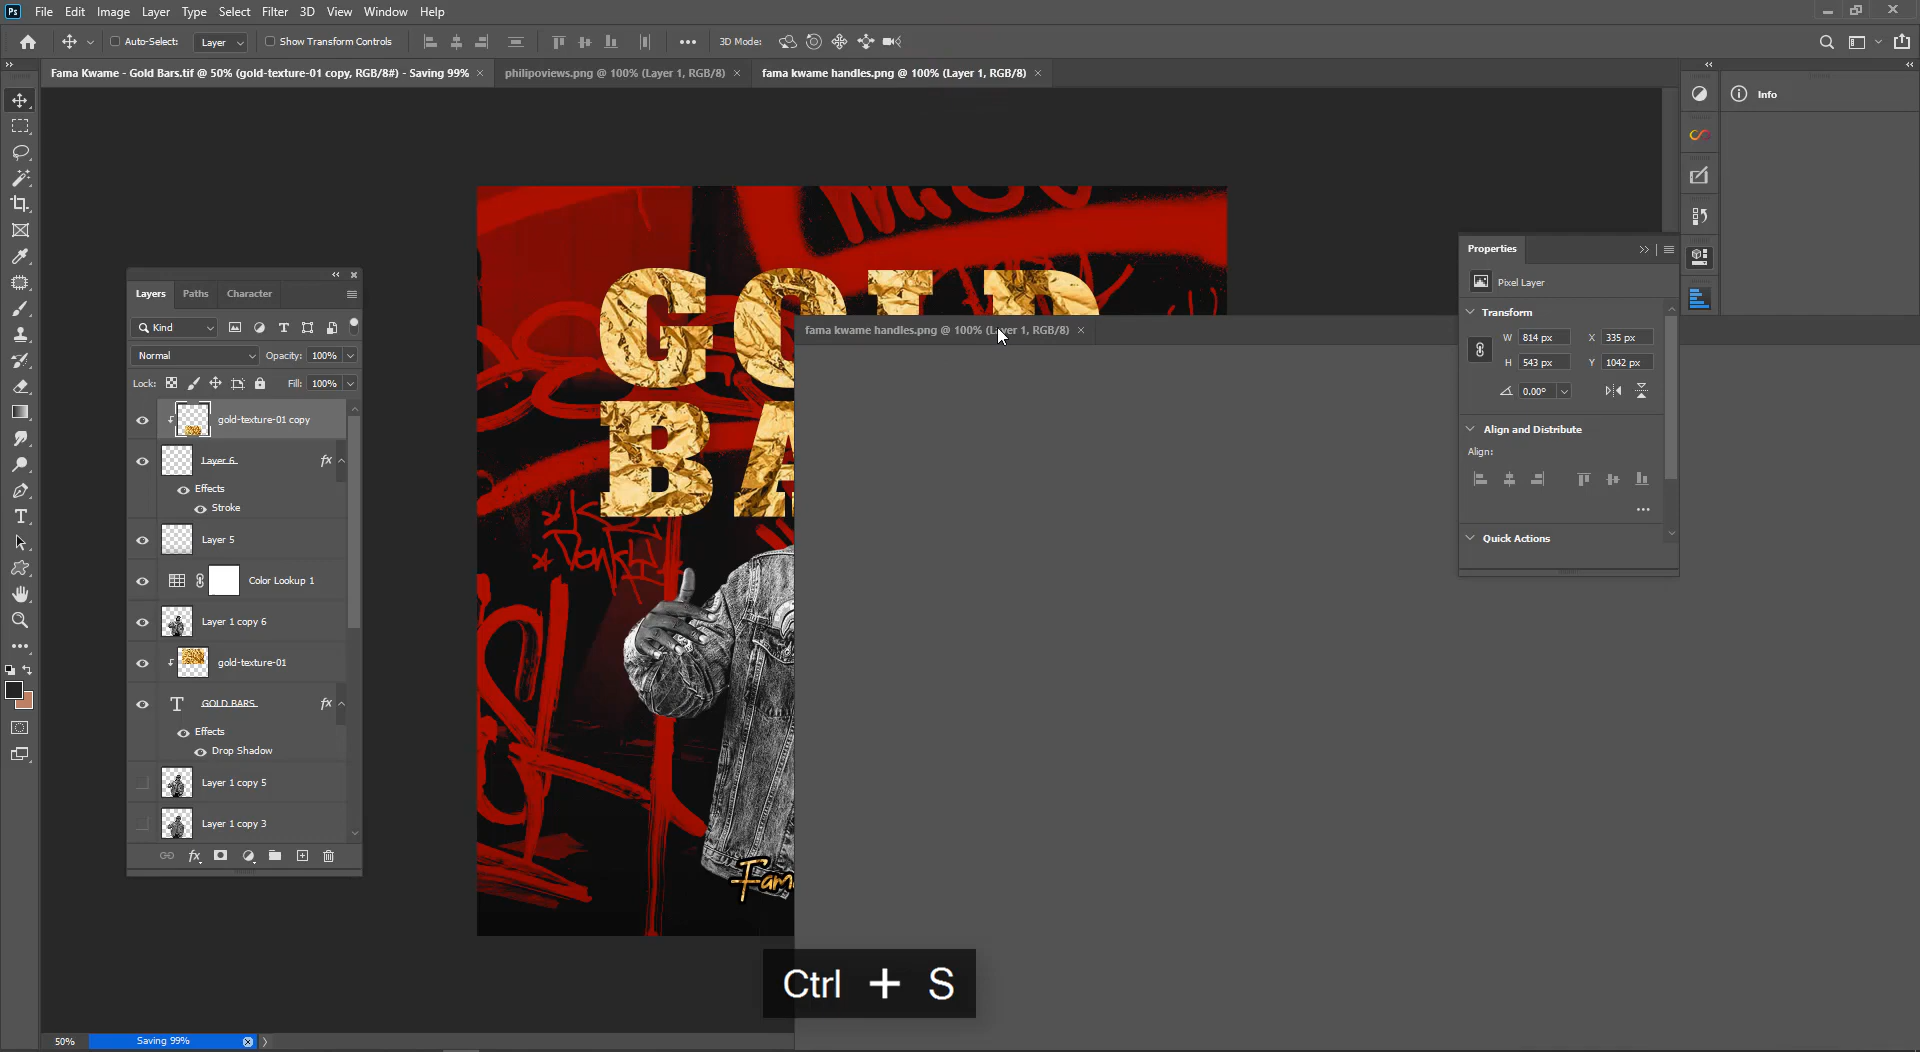 Ps File Edit Image Layer Type Select Filter 3D View Window Help
Auto-Select: Layer Show Transform Controls 3D Mode:
Fama Kwame - Gold Bars.tif @ 50% (gold-texture-01 copy, RGB/8#) - Saving 99% × philipoviews.png @ 100% (Layer 1, RGB/8) × fama kwame handles.png @ 100% (Layer 1, RGB/8) ×
Info
Properties
Pixel Layer
Transform
W 814 px X 335 px
H 543 px Y 1042 px
0.00°
Align and Distribute
Align:
Quick Actions
Layers Paths Character
Kind
Normal Opacity: 100%
Lock: Fill: 100%
gold-texture-01 copy
Layer 6 fx
Effects
Stroke
Layer 5
Color Lookup 1
Layer 1 copy 6
gold-texture-01
T GOLD BARS fx
Effects
Drop Shadow
Layer 1 copy 5
Layer 1 copy 3
fx
GOLD
BA
fama kwame handles.png @ 100% (Layer 1, RGB/8) ×
Fam
Ctrl + S
50% Saving 99%